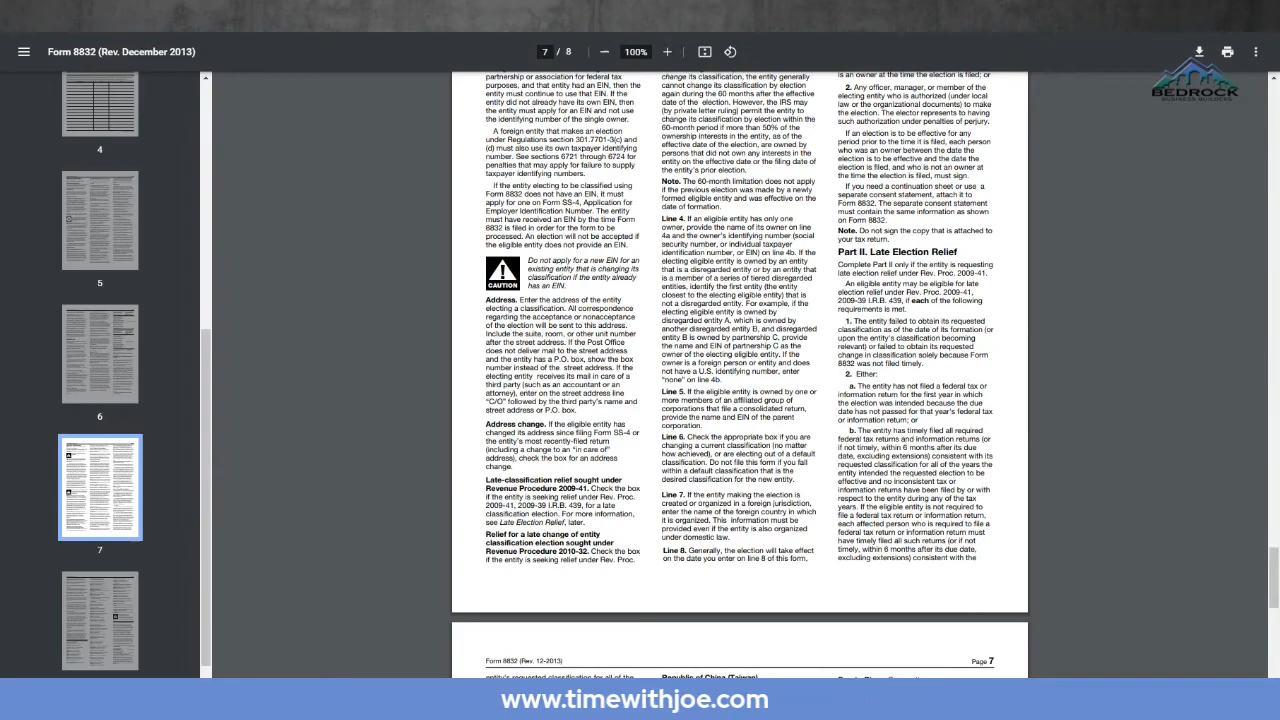 Form 8832 (Rev. December 2013)
7 / 8
100%
BEDROCK
BUSINESS BUILDERS
4
5
6
7
partnership or association for federal tax
purposes, and that entity had an EIN, then
the entity must continue to use that EIN. If the
entity did not already have its own EIN, then
the entity must apply for an EIN and not use
the identifying number of the single owner.
A foreign entity that makes an election
under Regulations section 301.7701-3(c) and
(d) must also use its own taxpayer identifying
number. See sections 6721 through 6724 for
penalties that may apply for failure to supply
taxpayer identifying numbers.
If the entity electing to be classified using
Form 8832 does not have an EIN, it must
apply for one on Form SS-4, Application for
Employer Identification Number. The entity
must have received an EIN by the time Form
8832 is filed in order for the form to be
processed. An election will not be accepted if
the eligible entity does not provide an EIN.
CAUTION
Do not apply for a new EIN for an
existing entity that is changing its
classification if the entity already
has an EIN.
Address. Enter the address of the entity
electing a classification. All correspondence
regarding the acceptance or nonacceptance
of the election will be sent to this address.
Include the suite, room, or other unit number
after the street address. If the Post Office
does not deliver mail to the street address
and the entity has a P.O. box, show the box
number instead of the street address. If the
electing entity receives its mail in care of a
third party (such as an accountant or an
attorney), enter on the street address line
"C/O" followed by the third party's name and
street address or P.O. box.
Address change. If the eligible entity has
changed its address since filing Form SS-4 or
the entity's most recently-filed return
(including a change to an "in care of"
address), check the box for an address
change.
Late-classification relief sought under
Revenue Procedure 2009-41. Check the box
if the entity is seeking relief under Rev. Proc.
2009-41, 2009-39 I.R.B. 439, for a late
classification election. For more information,
see Late Election Relief, later.
Relief for a late change of entity
classification election sought under
Revenue Procedure 2010-32. Check the box
if the entity is seeking relief under Rev. Proc.
change its classification, the entity generally
cannot change its classification by election
again during the 60 months after the effective
date of the election. However, the IRS may
(by private letter ruling) permit the entity to
change its classification by election within the
60-month period if more than 50% of the
ownership interests in the entity, as of the
effective date of the election, are owned by
persons that did not own any interests in the
entity on the effective date or the filing date of
the entity's prior election.
Note. The 60-month limitation does not apply
if the previous election was made by a newly
formed eligible entity and was effective on the
date of formation.
Line 4. If an eligible entity has only one
owner, provide the name of its owner on line
4a and the owner's identifying number (social
security number, or individual taxpayer
identification number, or EIN) on line 4b. If the
electing eligible entity is owned by an entity
that is a disregarded entity or by an entity that
is a member of a series of tiered disregarded
entities, identify the first entity (the entity
closest to the electing eligible entity) that is
not a disregarded entity. For example, if the
electing eligible entity is owned by
disregarded entity A, which is owned by
another disregarded entity B, and disregarded
entity B is owned by partnership C, provide
the name and EIN of partnership C as the
owner of the electing eligible entity. If the
owner is a foreign person or entity and does
not have a U.S. identifying number, enter
"none" on line 4b.
Line 5. If the eligible entity is owned by one or
more members of an affiliated group of
corporations that file a consolidated return,
provide the name and EIN of the parent
corporation.
Line 6. Check the appropriate box if you are
changing a current classification (no matter
how achieved), or are electing out of a default
classification. Do not file this form if you fall
within a default classification that is the
desired classification for the new entity.
Line 7. If the entity making the election is
created or organized in a foreign jurisdiction,
enter the name of the foreign country in which
it is organized. This information must be
provided even if the entity is also organized
under domestic law.
Line 8. Generally, the election will take effect
on the date you enter on line 8 of this form,
is an owner at the time the election is filed; or
2. Any officer, manager, or member of the
electing entity who is authorized (under local
law or the organizational documents) to make
the election. The elector represents to having
such authorization under penalties of perjury.
If an election is to be effective for any
period prior to the time it is filed, each person
who was an owner between the date the
election is to be effective and the date the
election is filed, and who is not an owner at
the time the election is filed, must sign.
If you need a continuation sheet or use a
separate consent statement, attach it to
Form 8832. The separate consent statement
must contain the same information as shown
on Form 8832.
Note. Do not sign the copy that is attached to
your tax return.
Part II. Late Election Relief
Complete Part II only if the entity is requesting
late election relief under Rev. Proc. 2009-41.
An eligible entity may be eligible for late
election relief under Rev. Proc. 2009-41,
2009-39 I.R.B. 439, if each of the following
requirements is met.
1. The entity failed to obtain its requested
classification as of the date of its formation (or
upon the entity's classification becoming
relevant) or failed to obtain its requested
change in classification solely because Form
8832 was not filed timely.
2. Either:
a. The entity has not filed a federal tax or
information return for the first year in which
the election was intended because the due
date has not passed for that year's federal tax
or information return; or
b. The entity has timely filed all required
federal tax returns and information returns (or
if not timely, within 6 months after its due
date, excluding extensions) consistent with its
requested classification for all of the years the
entity intended the requested election to be
effective and no inconsistent tax or
information returns have been filed by or with
respect to the entity during any of the tax
years. If the eligible entity is not required to
file a federal tax return or information return,
each affected person who is required to file a
federal tax return or information return must
have timely filed all such returns (or if not
timely, within 6 months after its due date,
excluding extensions) consistent with the
Form 8832 (Rev. 12-2013)
Page 7
entity's requested classification for all of the
Republic of China (Taiwan)
www.timewithjoe.com